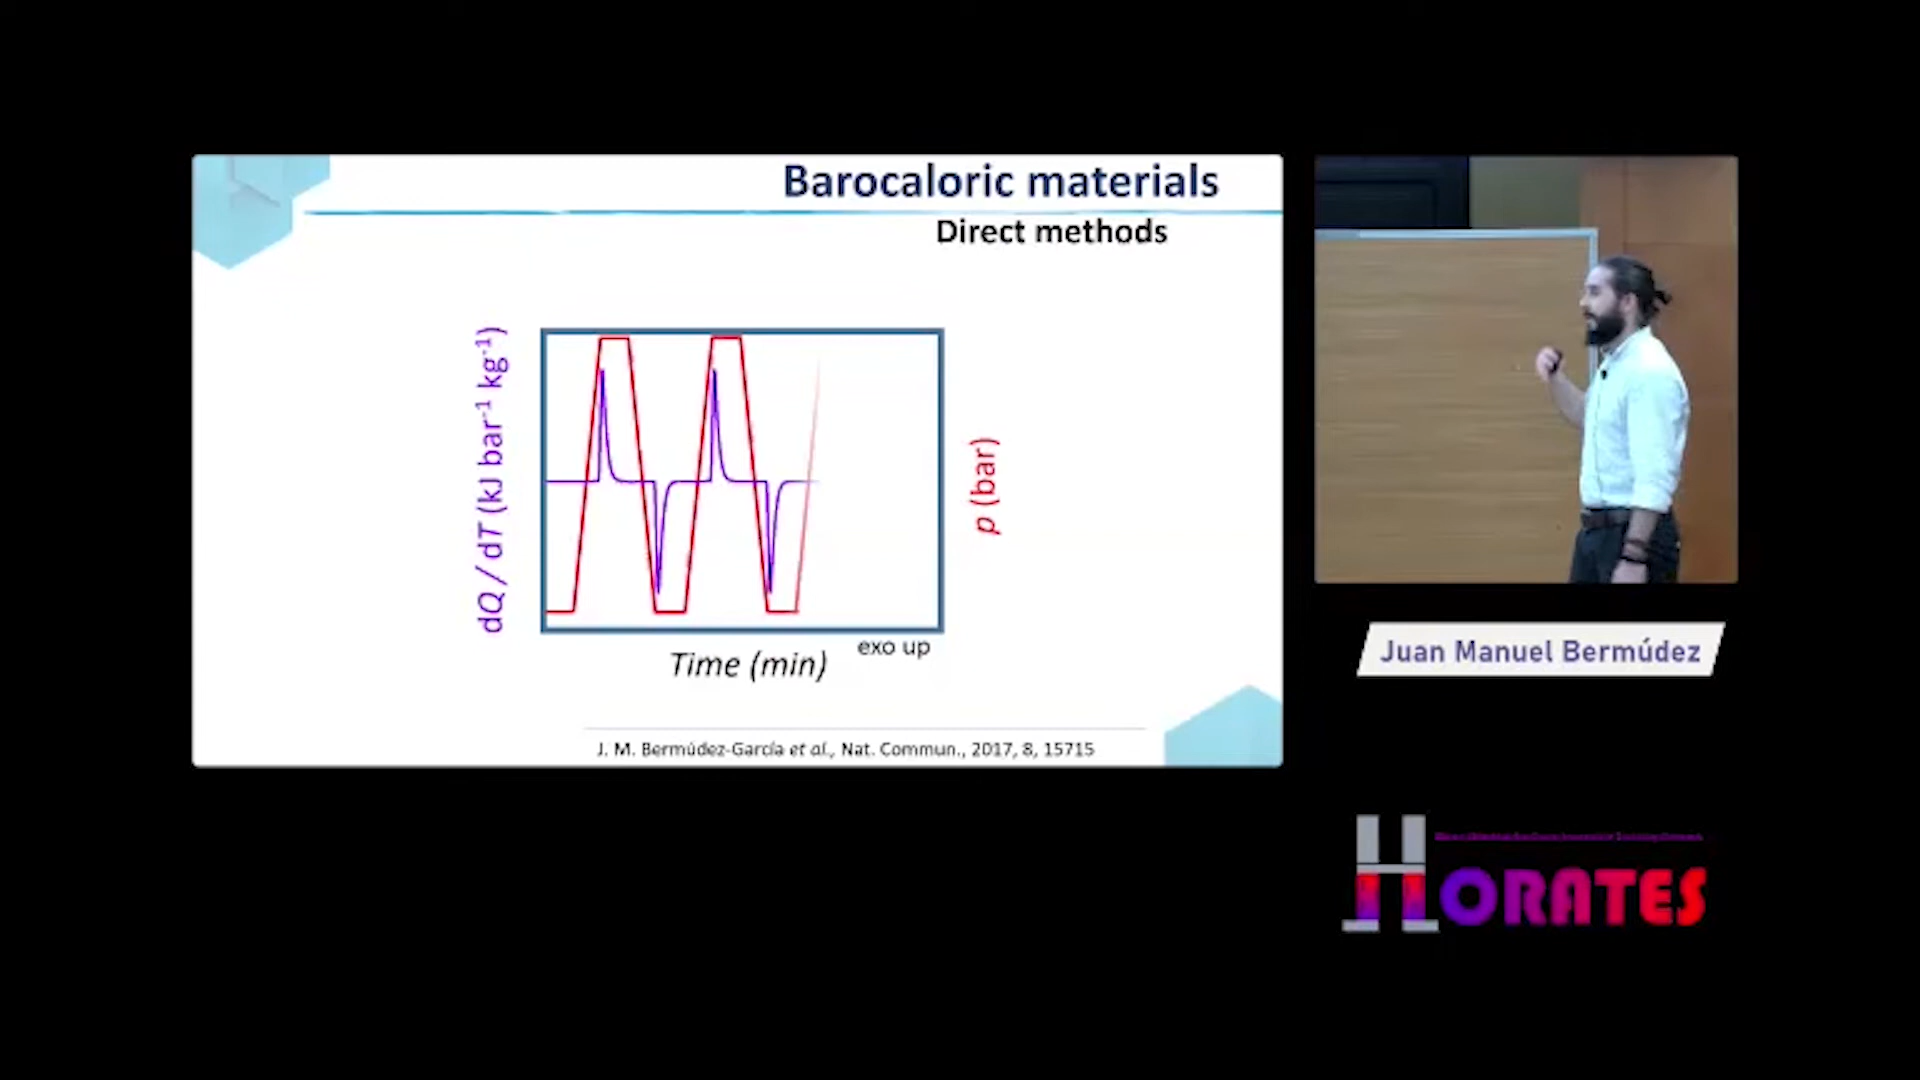 Barocaloric materials
Direct methods
dQ / dT (kJ bar⁻¹ kg⁻¹)
p (bar)
Time (min)
exo up
J. M. Bermúdez-García et al., Nat. Commun., 2017, 8, 15715
Juan Manuel Bermúdez
HORATES